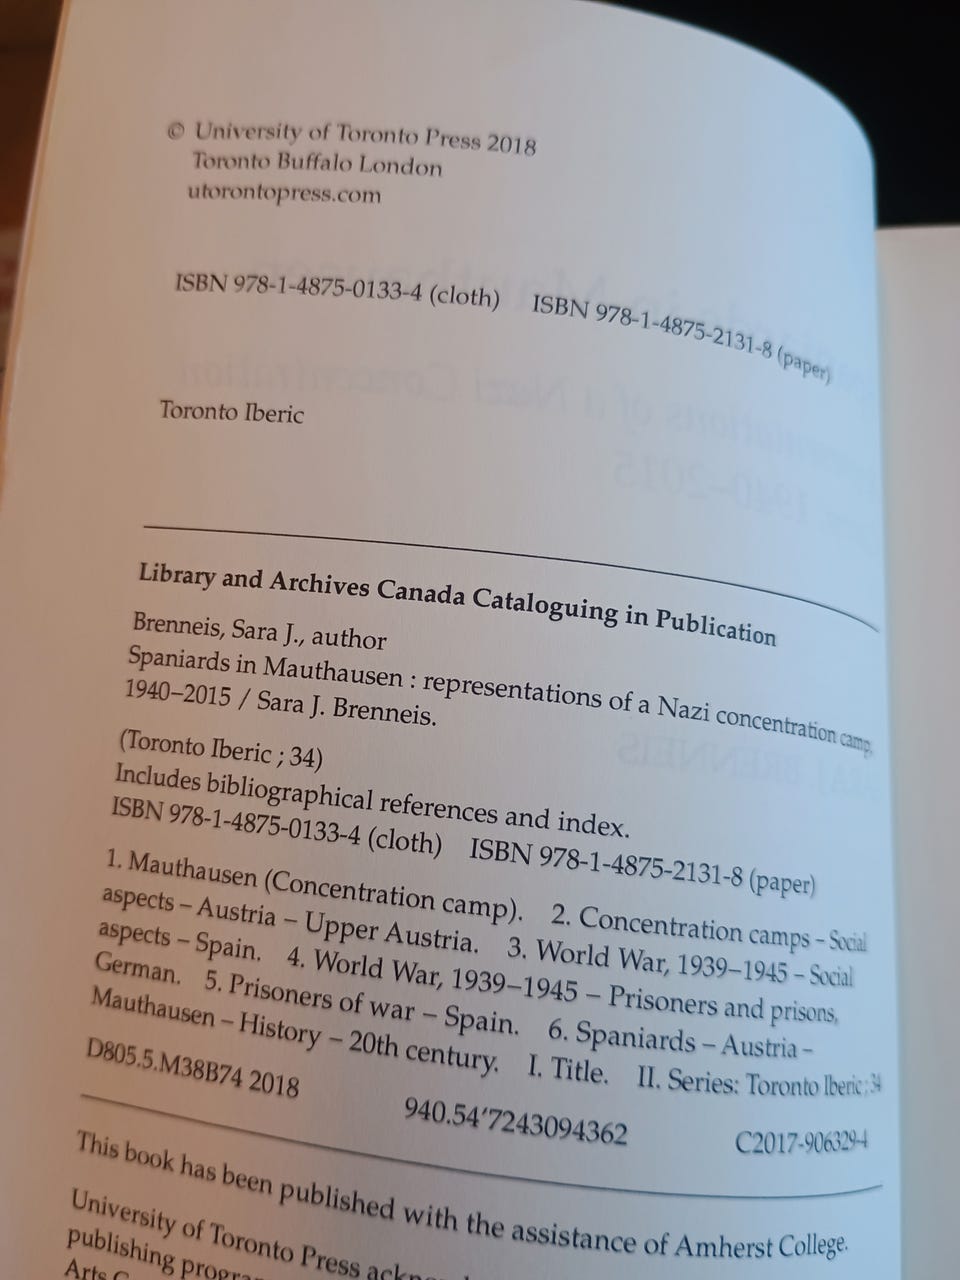 © University of Toronto Press 2018
Toronto Buffalo London
utorontopress.com
ISBN 978-1-4875-0133-4 (cloth) ISBN 978-1-4875-2131-8 (paper)
Toronto Iberic
Library and Archives Canada Cataloguing in Publication
Brenneis, Sara J., author
Spaniards in Mauthausen : representations of a Nazi concentration camp,
1940–2015 / Sara J. Brenneis.
(Toronto Iberic ; 34)
Includes bibliographical references and index.
ISBN 978-1-4875-0133-4 (cloth) ISBN 978-1-4875-2131-8 (paper)
1. Mauthausen (Concentration camp). 2. Concentration camps – Social
aspects – Austria – Upper Austria. 3. World War, 1939–1945 – Social
aspects – Spain. 4. World War, 1939–1945 – Prisoners and prisons,
German. 5. Prisoners of war – Spain. 6. Spaniards – Austria –
Mauthausen – History – 20th century. I. Title. II. Series: Toronto Iberic ; 34
D805.5.M38B74 2018 940.54′7243094362 C2017-906329-4
This book has been published with the assistance of Amherst College.
University of Toronto Press
publishing
Arts